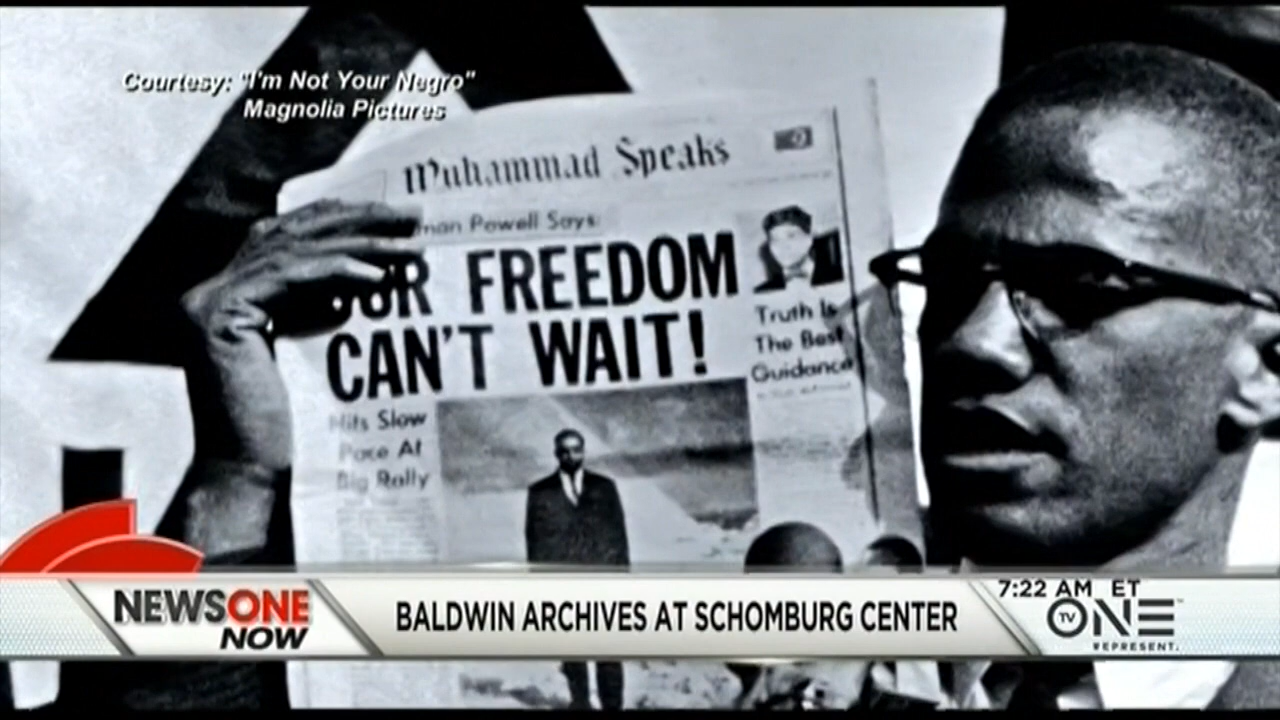 Courtesy: "I'm Not Your Negro"
Magnolia Pictures
Muhammad Speaks
Powell Says:
OUR FREEDOM
CAN'T WAIT!
Truth Is
The Best
Guidance
Hits Slow
Pace At
Big Rally
NEWSONE
NOW
BALDWIN ARCHIVES AT SCHOMBURG CENTER
7:22 AM ET
TV ONE
#REPRESENT.